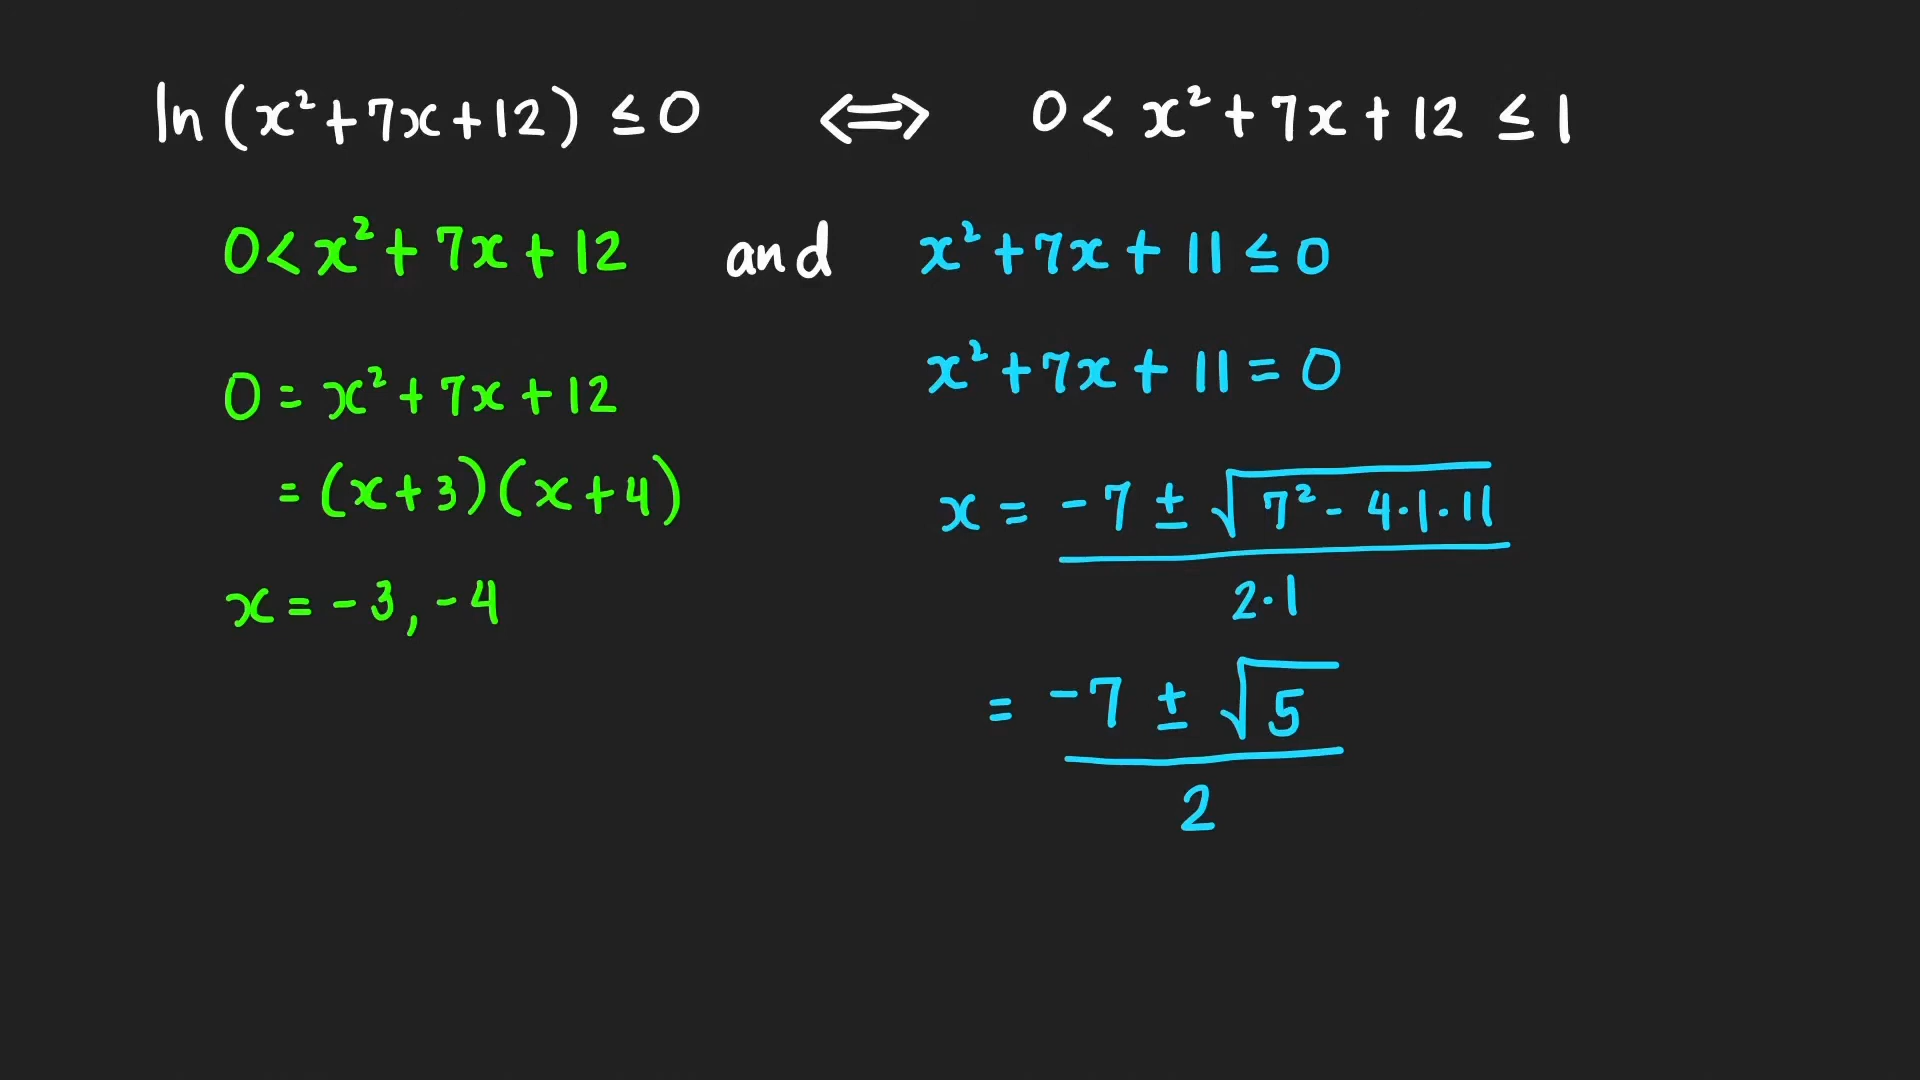 ln(x²+7x+12) ≤ 0 ⟺ 0 < x²+7x+12 ≤ 1
0 < x²+7x+12 and x²+7x+11 ≤ 0
x²+7x+11 = 0
0 = x²+7x+12
= (x+3)(x+4)
x = (-7 ± √(7²-4·1·11))/(2·1)
x = -3, -4
= (-7 ± √5)/2